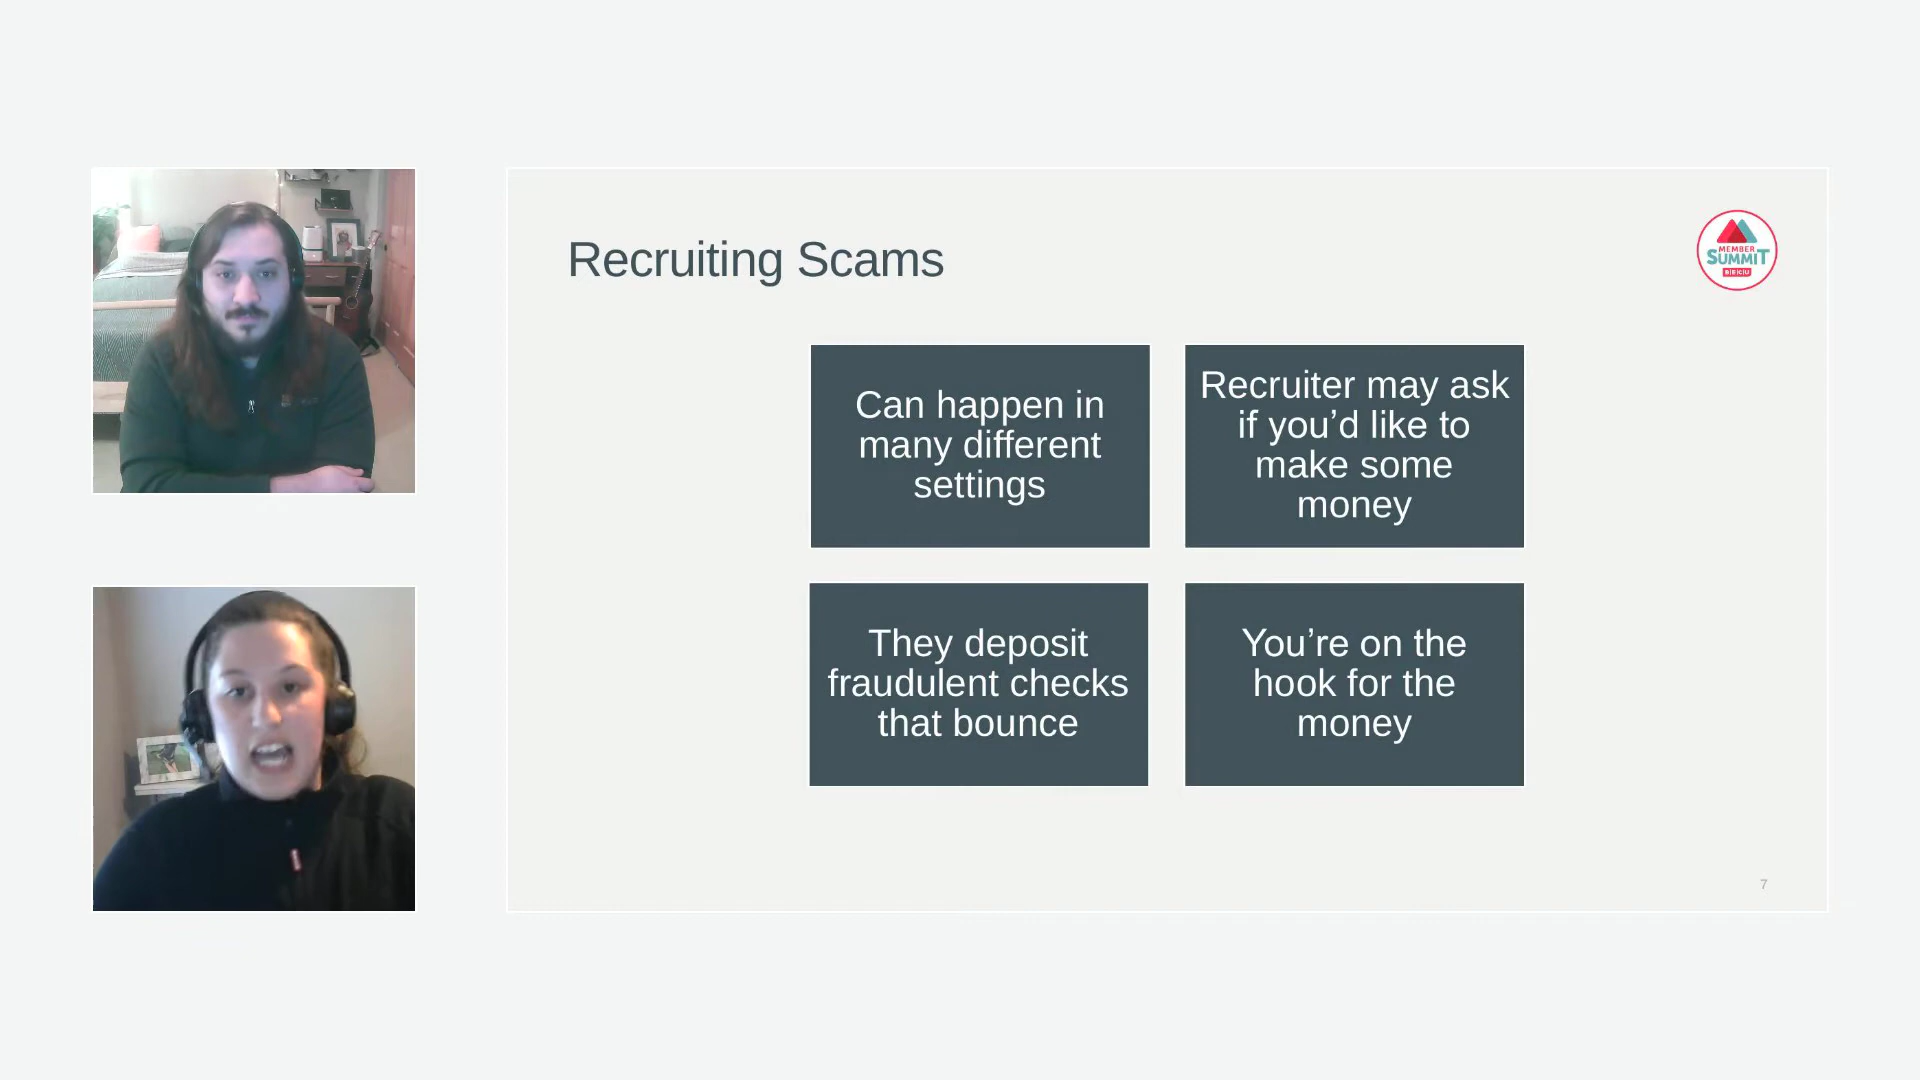 Recruiting Scams
MEMBER
SUMMIT
BECU
Can happen in
many different
settings
Recruiter may ask
if you’d like to
make some
money
They deposit
fraudulent checks
that bounce
You’re on the
hook for the
money
7